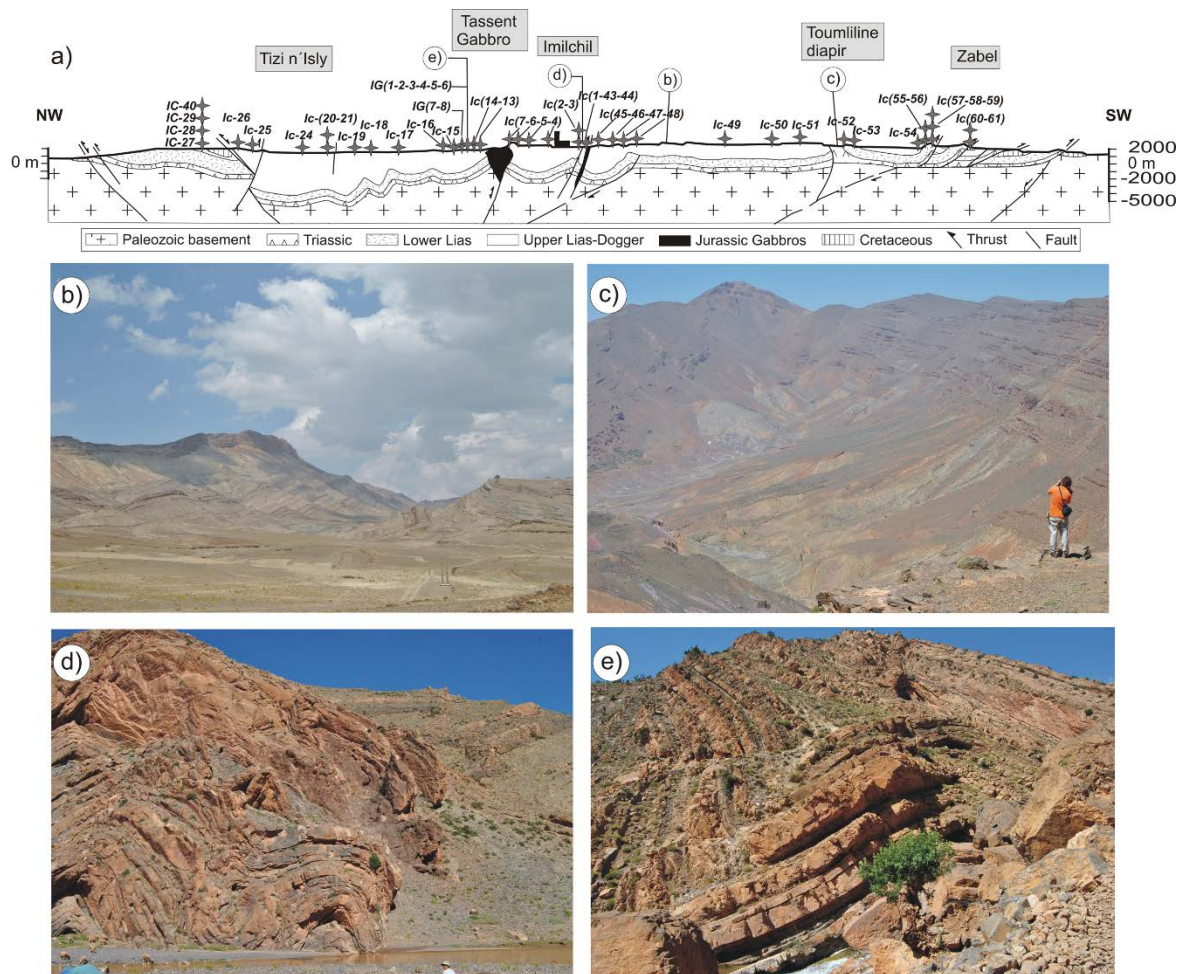 a)
NW
SW
Tizi n´Isly
Tassent
Gabbro
Imilchil
Toumliline
diapir
Zabel
e)
d)
b)
c)
IC-40
IC-29
IC-28
IC-27
Ic-26
Ic-25
Ic-24
Ic-(20-21)
Ic-19
Ic-18
Ic-17
Ic-16
Ic-15
IG(7-8)
IG(1-2-3-4-5-6)
Ic(14-13)
Ic(7-6-5-4)
Ic(2-3)
Ic(1-43-44)
Ic(45-46-47-48)
Ic-49
Ic-50
Ic-51
Ic-52
Ic-53
Ic-54
Ic(55-56)
Ic(57-58-59)
Ic(60-61)
0 m
2000
0 m
-2000
-5000
Paleozoic basement Triassic Lower Lias Upper Lias-Dogger Jurassic Gabbros Cretaceous Thrust Fault
b)
c)
d)
e)